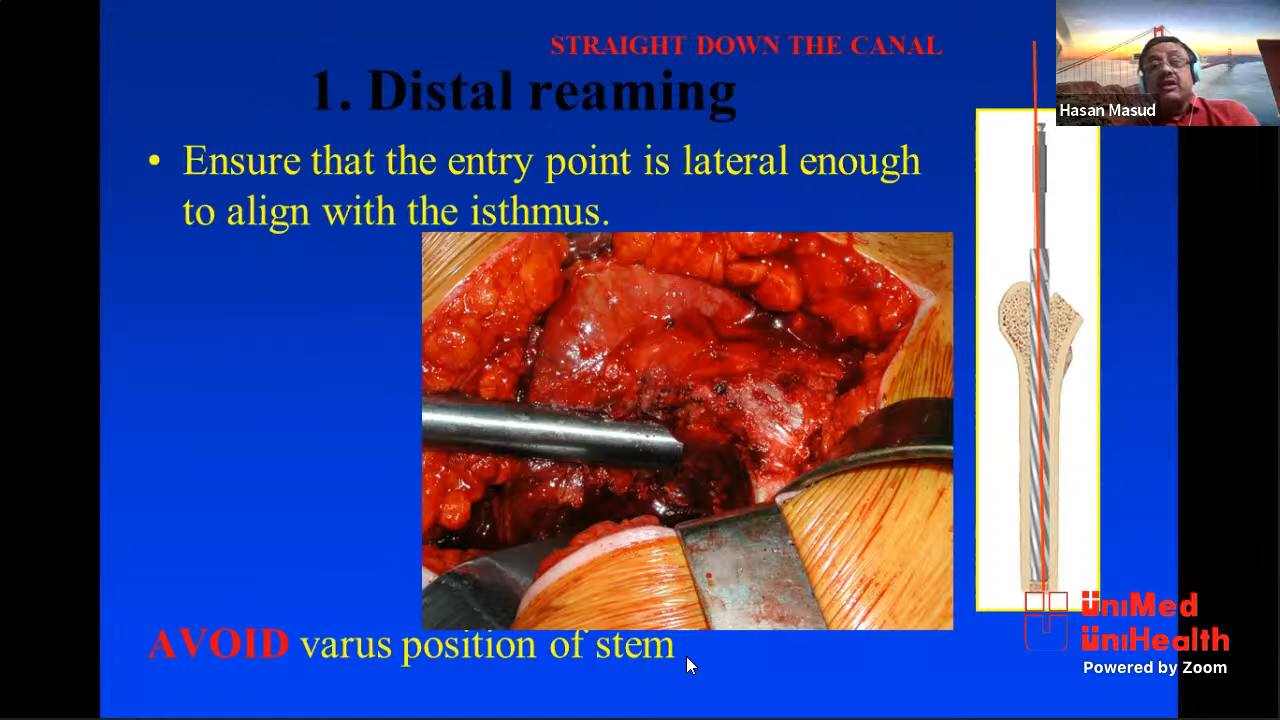 STRAIGHT DOWN THE CANAL
1. Distal reaming
• Ensure that the entry point is lateral enough
to align with the isthmus.
AVOID varus position of stem
Hasan Masud
UniMed
UniHealth
Powered by Zoom